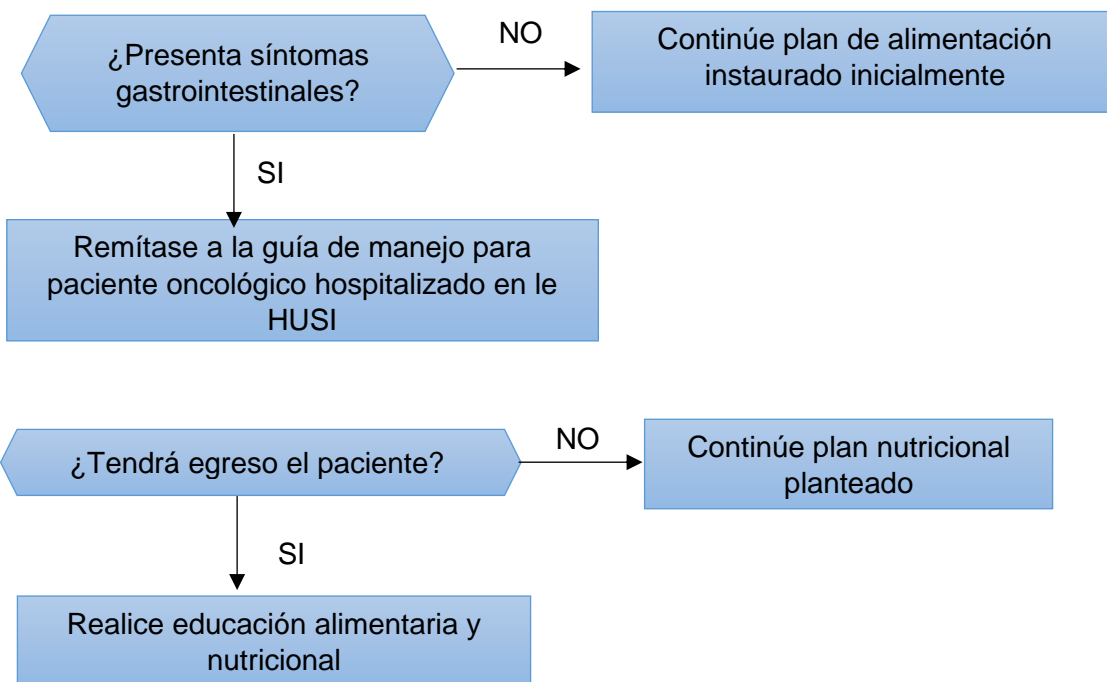 ¿Presenta síntomas
gastrointestinales?
NO
Continúe plan de alimentación
instaurado inicialmente
SI
Remítase a la guía de manejo para
paciente oncológico hospitalizado en le
HUSI
¿Tendrá egreso el paciente?
NO
Continúe plan nutricional
planteado
SI
Realice educación alimentaria y
nutricional